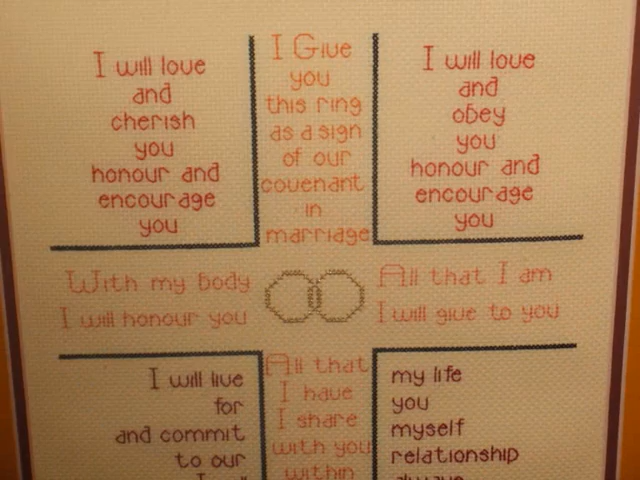 I will love
and
cherish
you
honour and
encourage
you
I Give
you
this ring
as a sign
of our
covenant
in
marriage
I will love
and
obey
you
honour and
encourage
you
With my body
I will honour you
All that I am
I will give to you
I will live
for
and commit
to our
All that
I have
I share
with you
within
my life
you
myself
relationship